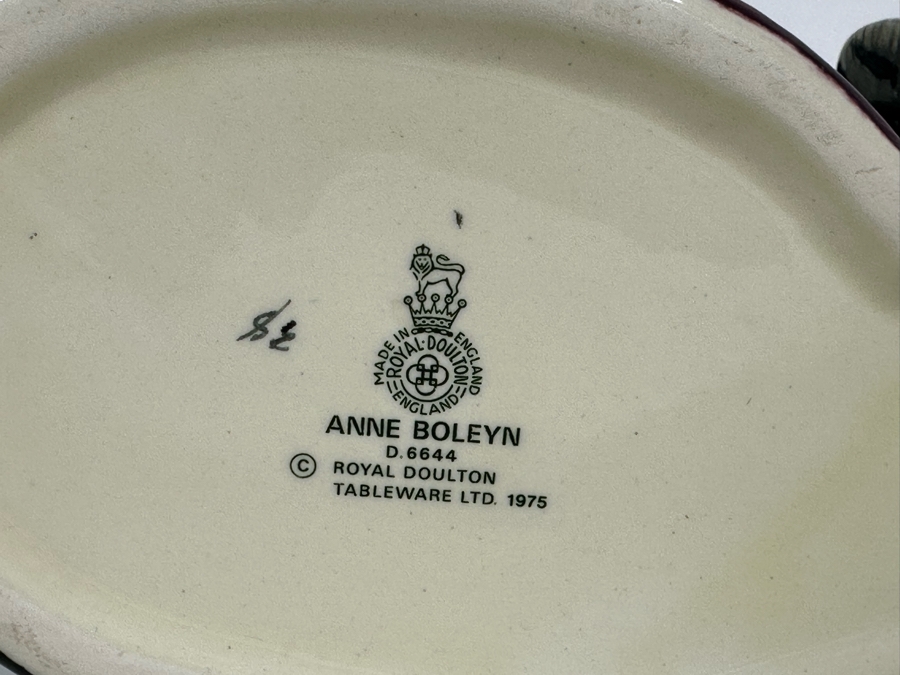 MADE IN ENGLAND
ROYAL·DOULTON
ENGLAND
ANNE BOLEYN
D.6644
© ROYAL DOULTON
TABLEWARE LTD. 1975